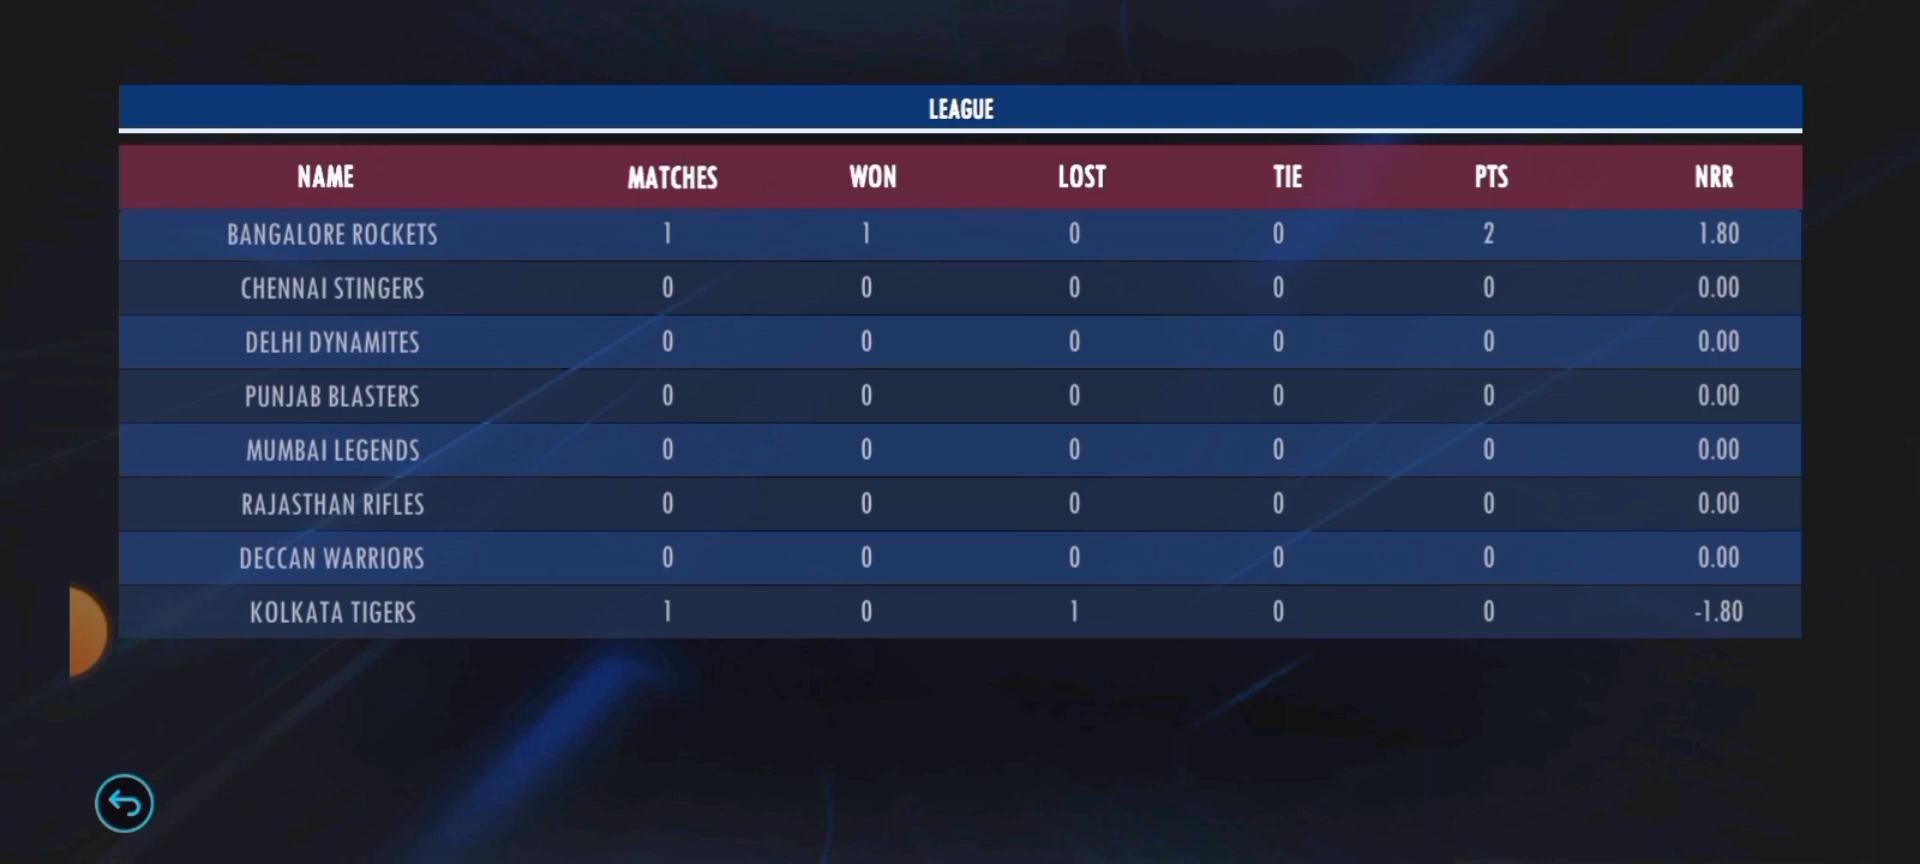 LEAGUE
NAME MATCHES WON LOST TIE PTS NRR
BANGALORE ROCKETS 1 1 0 0 2 1.80
CHENNAI STINGERS 0 0 0 0 0 0.00
DELHI DYNAMITES 0 0 0 0 0 0.00
PUNJAB BLASTERS 0 0 0 0 0 0.00
MUMBAI LEGENDS 0 0 0 0 0 0.00
RAJASTHAN RIFLES 0 0 0 0 0 0.00
DECCAN WARRIORS 0 0 0 0 0 0.00
KOLKATA TIGERS 1 0 1 0 0 -1.80